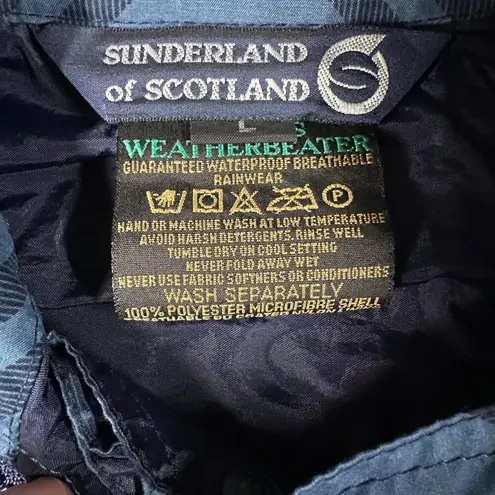 SUNDERLAND
of SCOTLAND
L
WEATHERBEATER
GUARANTEED WATERPROOF BREATHABLE
RAINWEAR
P
HAND OR MACHINE WASH AT LOW TEMPERATURE
AVOID HARSH DETERGENTS, RINSE WELL
TUMBLE DRY ON COOL SETTING
NEVER FOLD AWAY WET
NEVER USE FABRIC SOFTNERS OR CONDITIONERS
WASH SEPARATELY
100% POLYESTER MICROFIBRE SHELL